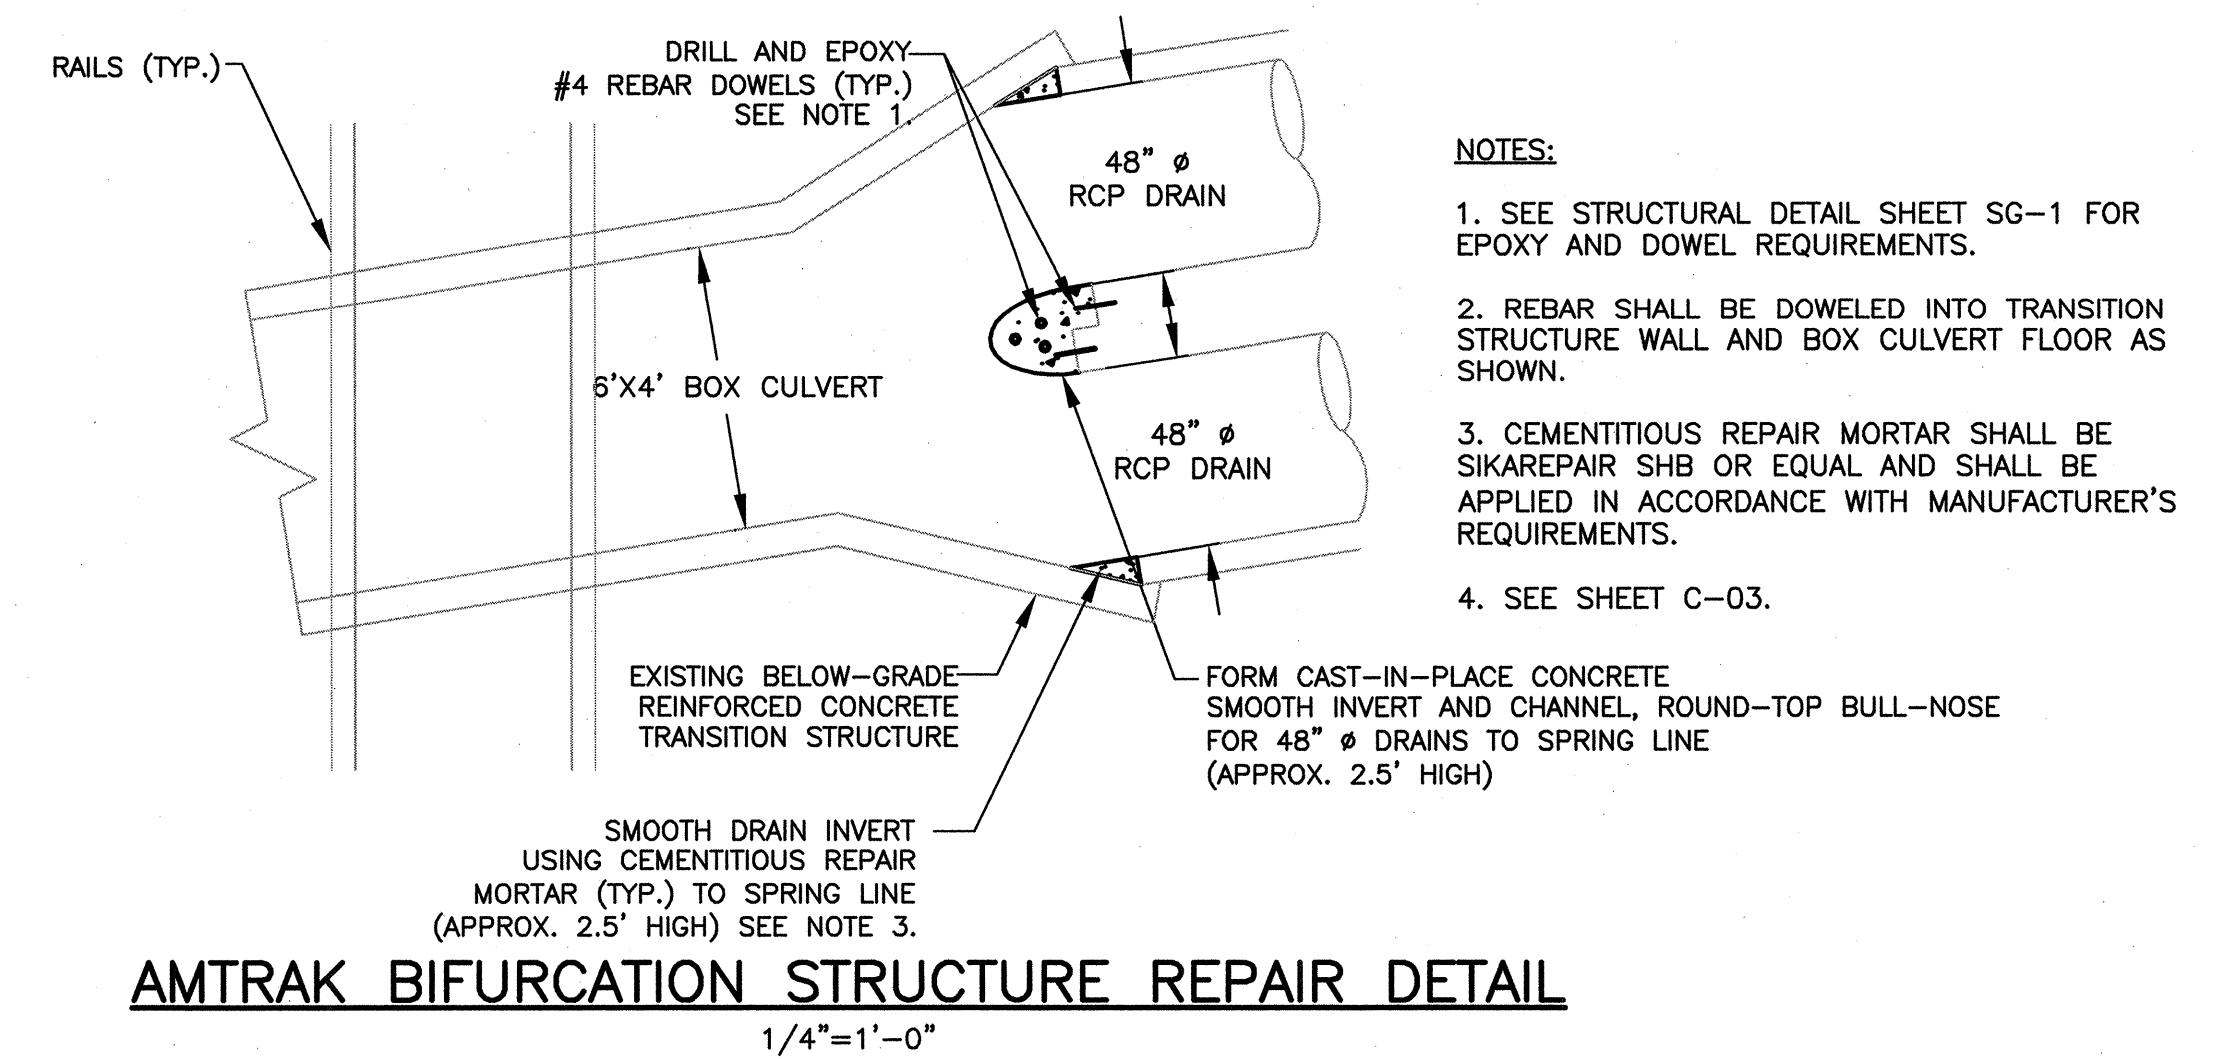 RAILS (TYP.)
DRILL AND EPOXY
#4 REBAR DOWELS (TYP.)
SEE NOTE 1.
48" ø
RCP DRAIN
6'X4' BOX CULVERT
48" ø
RCP DRAIN
NOTES:
1. SEE STRUCTURAL DETAIL SHEET SG-1 FOR
EPOXY AND DOWEL REQUIREMENTS.
2. REBAR SHALL BE DOWELED INTO TRANSITION
STRUCTURE WALL AND BOX CULVERT FLOOR AS
SHOWN.
3. CEMENTITIOUS REPAIR MORTAR SHALL BE
SIKAREPAIR SHB OR EQUAL AND SHALL BE
APPLIED IN ACCORDANCE WITH MANUFACTURER'S
REQUIREMENTS.
4. SEE SHEET C-03.
EXISTING BELOW-GRADE
REINFORCED CONCRETE
TRANSITION STRUCTURE
FORM CAST-IN-PLACE CONCRETE
SMOOTH INVERT AND CHANNEL, ROUND-TOP BULL-NOSE
FOR 48" ø DRAINS TO SPRING LINE
(APPROX. 2.5' HIGH)
SMOOTH DRAIN INVERT
USING CEMENTITIOUS REPAIR
MORTAR (TYP.) TO SPRING LINE
(APPROX. 2.5' HIGH) SEE NOTE 3.
AMTRAK BIFURCATION STRUCTURE REPAIR DETAIL
1/4"=1'-0"